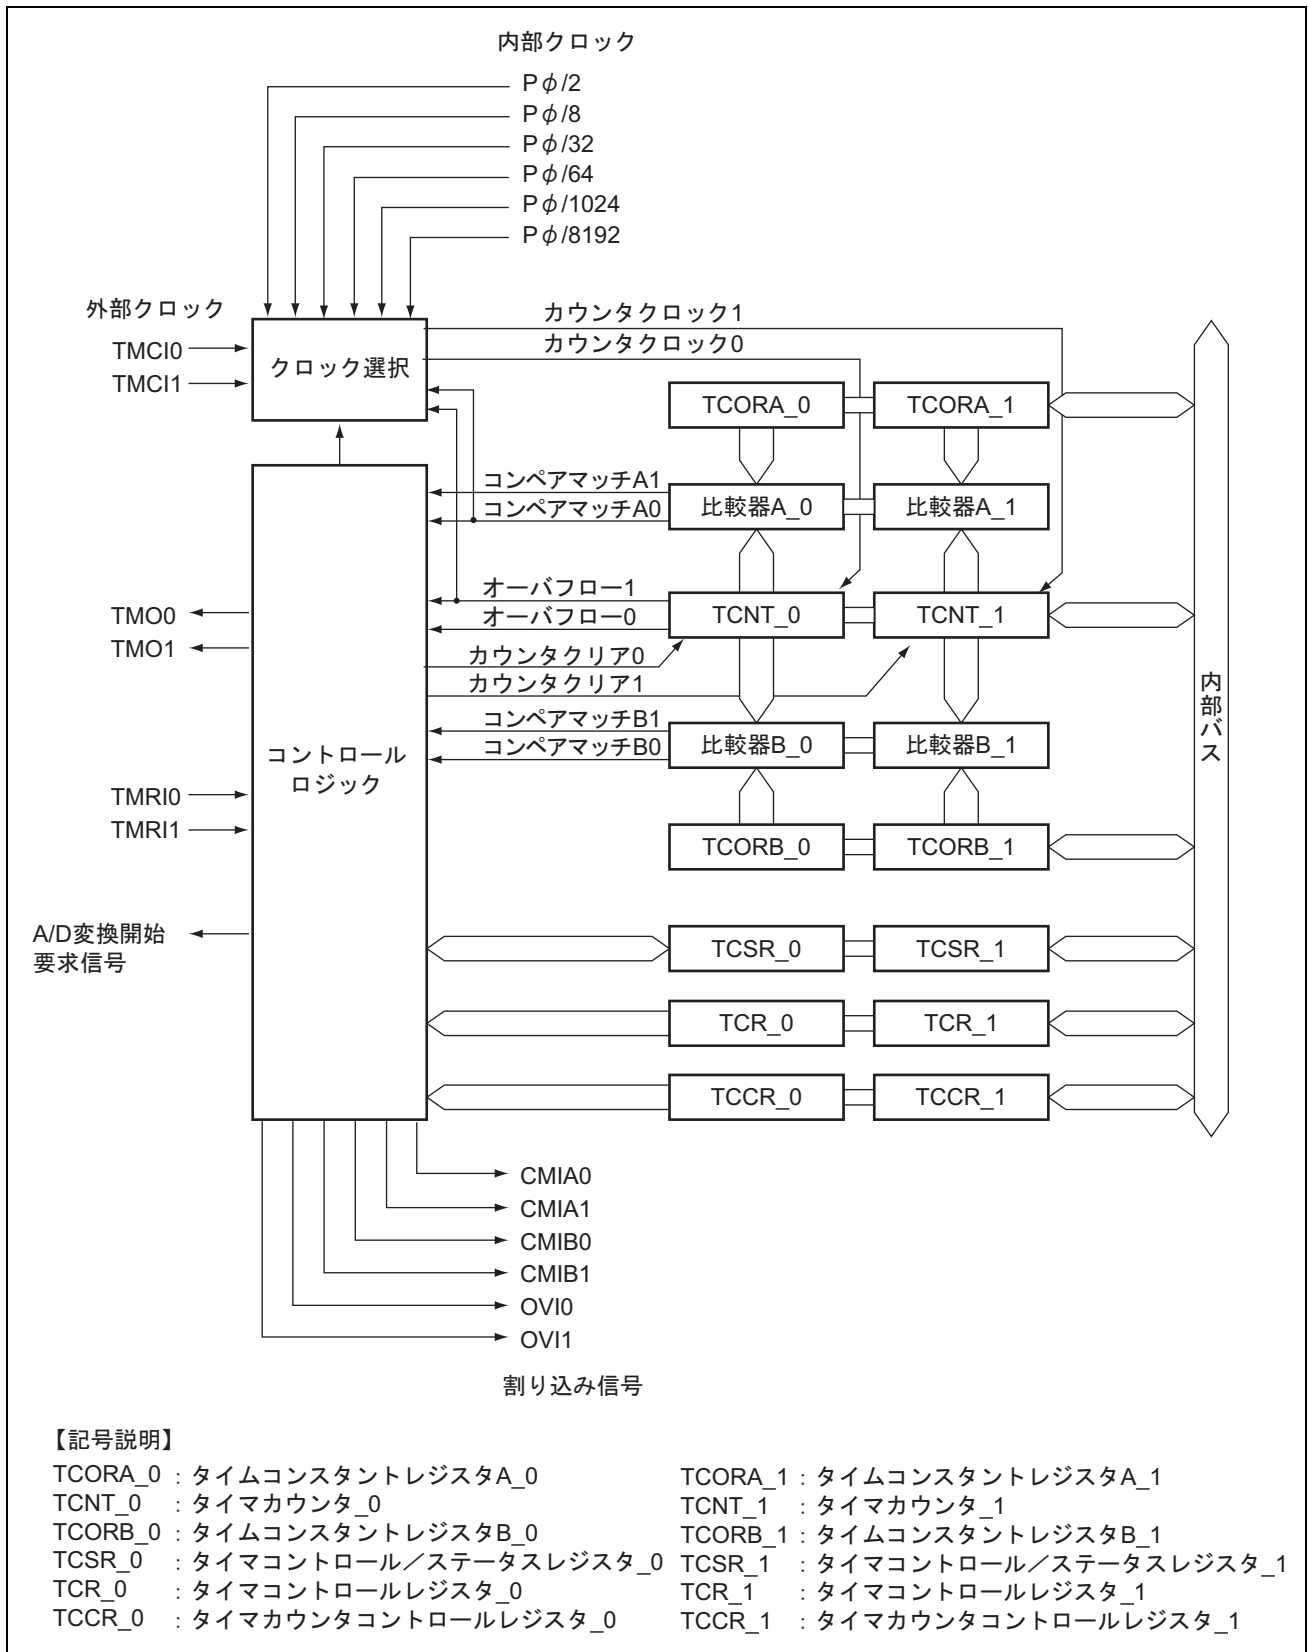 内部クロック
Pφ/2
Pφ/8
Pφ/32
Pφ/64
Pφ/1024
Pφ/8192
外部クロック
TMCI0
TMCI1
クロック選択
カウンタクロック1
カウンタクロック0
TCORA_0
TCORA_1
コンペアマッチA1
コンペアマッチA0
比較器A_0
比較器A_1
オーバフロー1
オーバフロー0
TCNT_0
TCNT_1
TMO0
TMO1
カウンタクリア0
カウンタクリア1
コンペアマッチB1
コンペアマッチB0
比較器B_0
比較器B_1
内部バス
コントロール
ロジック
TMRI0
TMRI1
TCORB_0
TCORB_1
A/D変換開始
要求信号
TCSR_0
TCSR_1
TCR_0
TCR_1
TCCR_0
TCCR_1
CMIA0
CMIA1
CMIB0
CMIB1
OVI0
OVI1
割り込み信号
【記号説明】
TCORA_0 : タイムコンスタントレジスタA_0
TCNT_0 : タイマカウンタ_0
TCORB_0 : タイムコンスタントレジスタB_0
TCSR_0 : タイマコントロール／ステータスレジスタ_0
TCR_0 : タイマコントロールレジスタ_0
TCCR_0 : タイマカウンタコントロールレジスタ_0
TCORA_1 : タイムコンスタントレジスタA_1
TCNT_1 : タイマカウンタ_1
TCORB_1 : タイムコンスタントレジスタB_1
TCSR_1 : タイマコントロール／ステータスレジスタ_1
TCR_1 : タイマコントロールレジスタ_1
TCCR_1 : タイマカウンタコントロールレジスタ_1